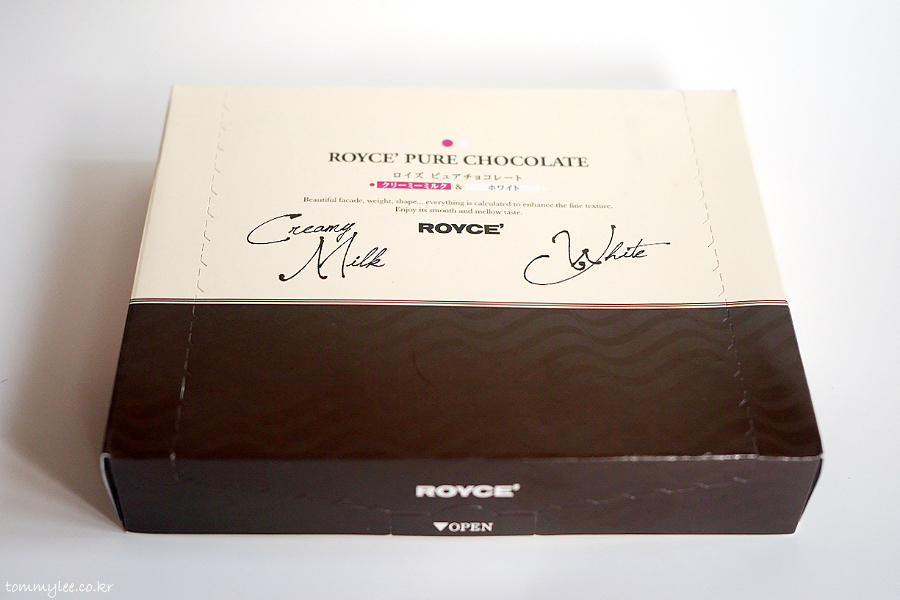 ROYCE' PURE CHOCOLATE
ロイズ ピュアチョコレート
クリーミーミルク & ホワイト
Beautiful facade, weight, shape... everything is calculated to enhance the fine texture.
Enjoy its smooth and mellow taste.
ROYCE'
Creamy
Milk
White
ROYCE'
▼OPEN
tommylee.co.kr